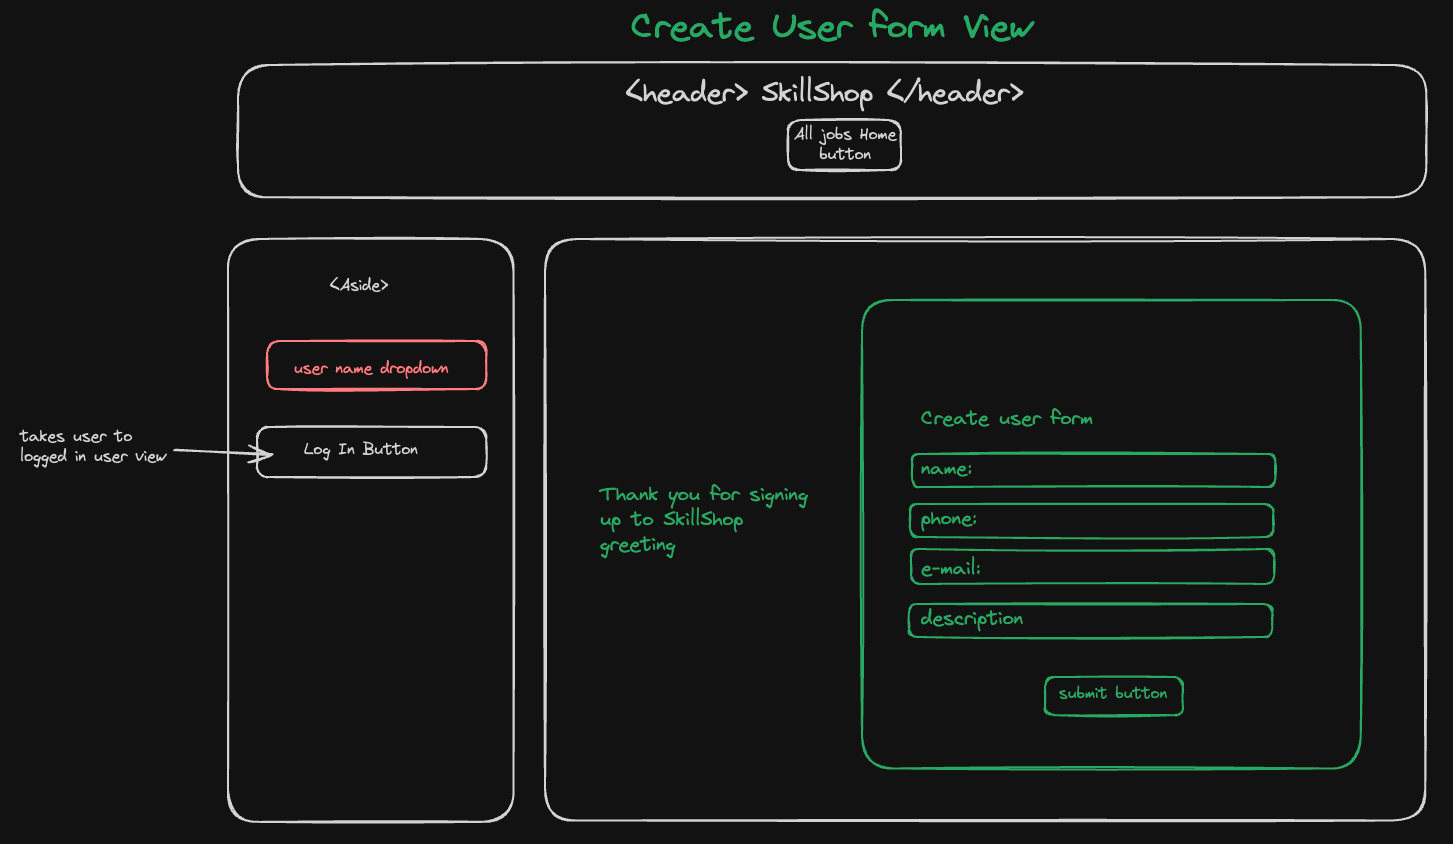 Create User form View
<header> SkillShop </header>
All jobs Home
button
<Aside>
user name dropdown
takes user to
logged in user view
Log In Button
Thank you for signing
up to SkillShop
greeting
Create user form
name:
phone:
e-mail:
description
submit button